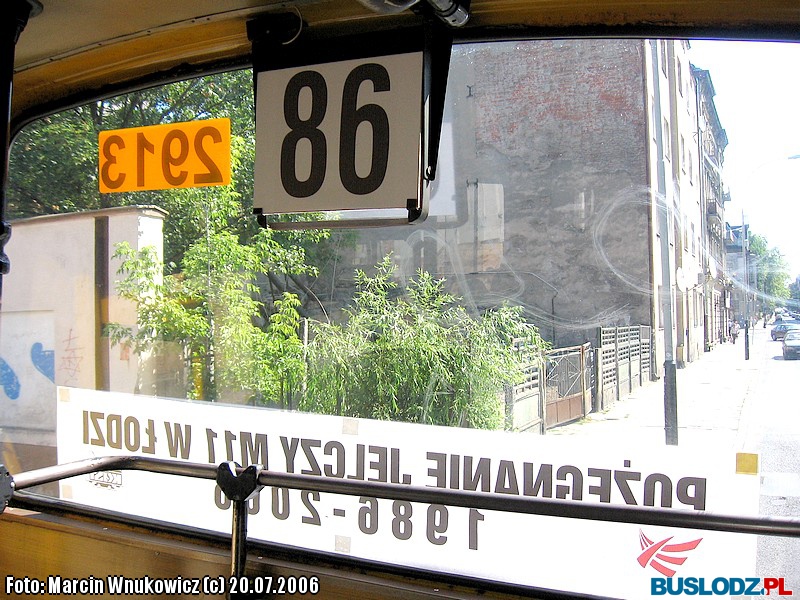 86
2913
POŻEGNANIE JELCZY M11 W ŁODZI
1986-2006
Foto: Marcin Wnukowicz (c) 20.07.2006
BUSLODZ.PL